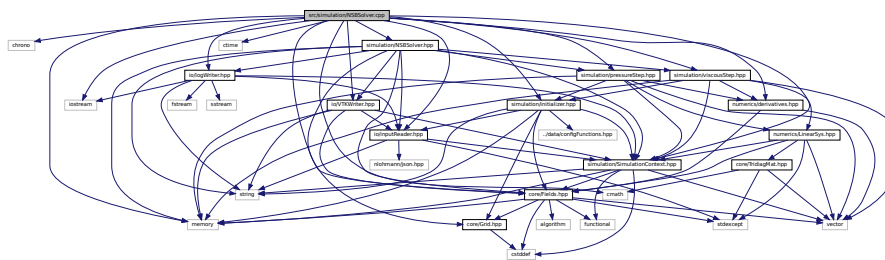 src/simulation/NSBSolver.cpp
chrono
ctime
simulation/NSBSolver.hpp
io/logWriter.hpp
simulation/pressureStep.hpp
simulation/viscousStep.hpp
iostream
fstream
sstream
io/VTKWriter.hpp
simulation/initializer.hpp
numerics/derivatives.hpp
io/inputReader.hpp
../data/configFunctions.hpp
numerics/LinearSys.hpp
nlohmann/json.hpp
simulation/SimulationContext.hpp
core/TridiagMat.hpp
string
core/Fields.hpp
cmath
memory
core/Grid.hpp
algorithm
functional
stdexcept
vector
cstddef